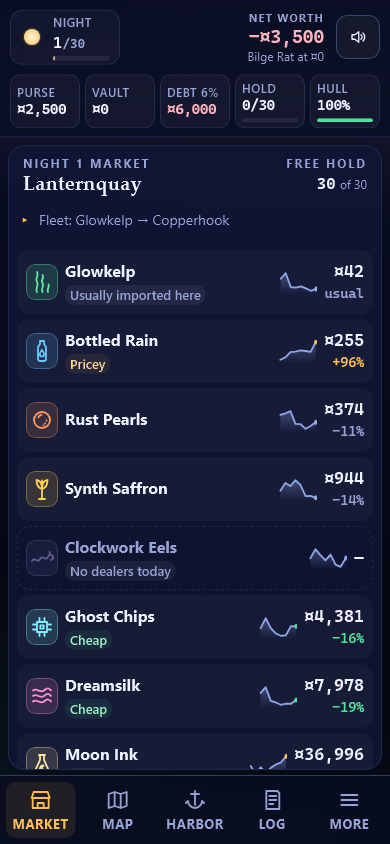 NIGHT
1/30
NET WORTH
−¤3,500
Bilge Rat at ¤0
PURSE
¤2,500
VAULT
¤0
DEBT 6%
¤6,000
HOLD
0/30
HULL
100%
NIGHT 1 MARKET
Lanternquay
FREE HOLD
30 of 30
Fleet: Glowkelp → Copperhook
Glowkelp
Usually imported here
¤42
usual
Bottled Rain
Pricey
¤255
+96%
Rust Pearls
¤374
−11%
Synth Saffron
¤944
−14%
Clockwork Eels
No dealers today
—
Ghost Chips
Cheap
¤4,381
−16%
Dreamsilk
Cheap
¤7,978
−19%
Moon Ink
¤36,996
MARKET
MAP
HARBOR
LOG
MORE